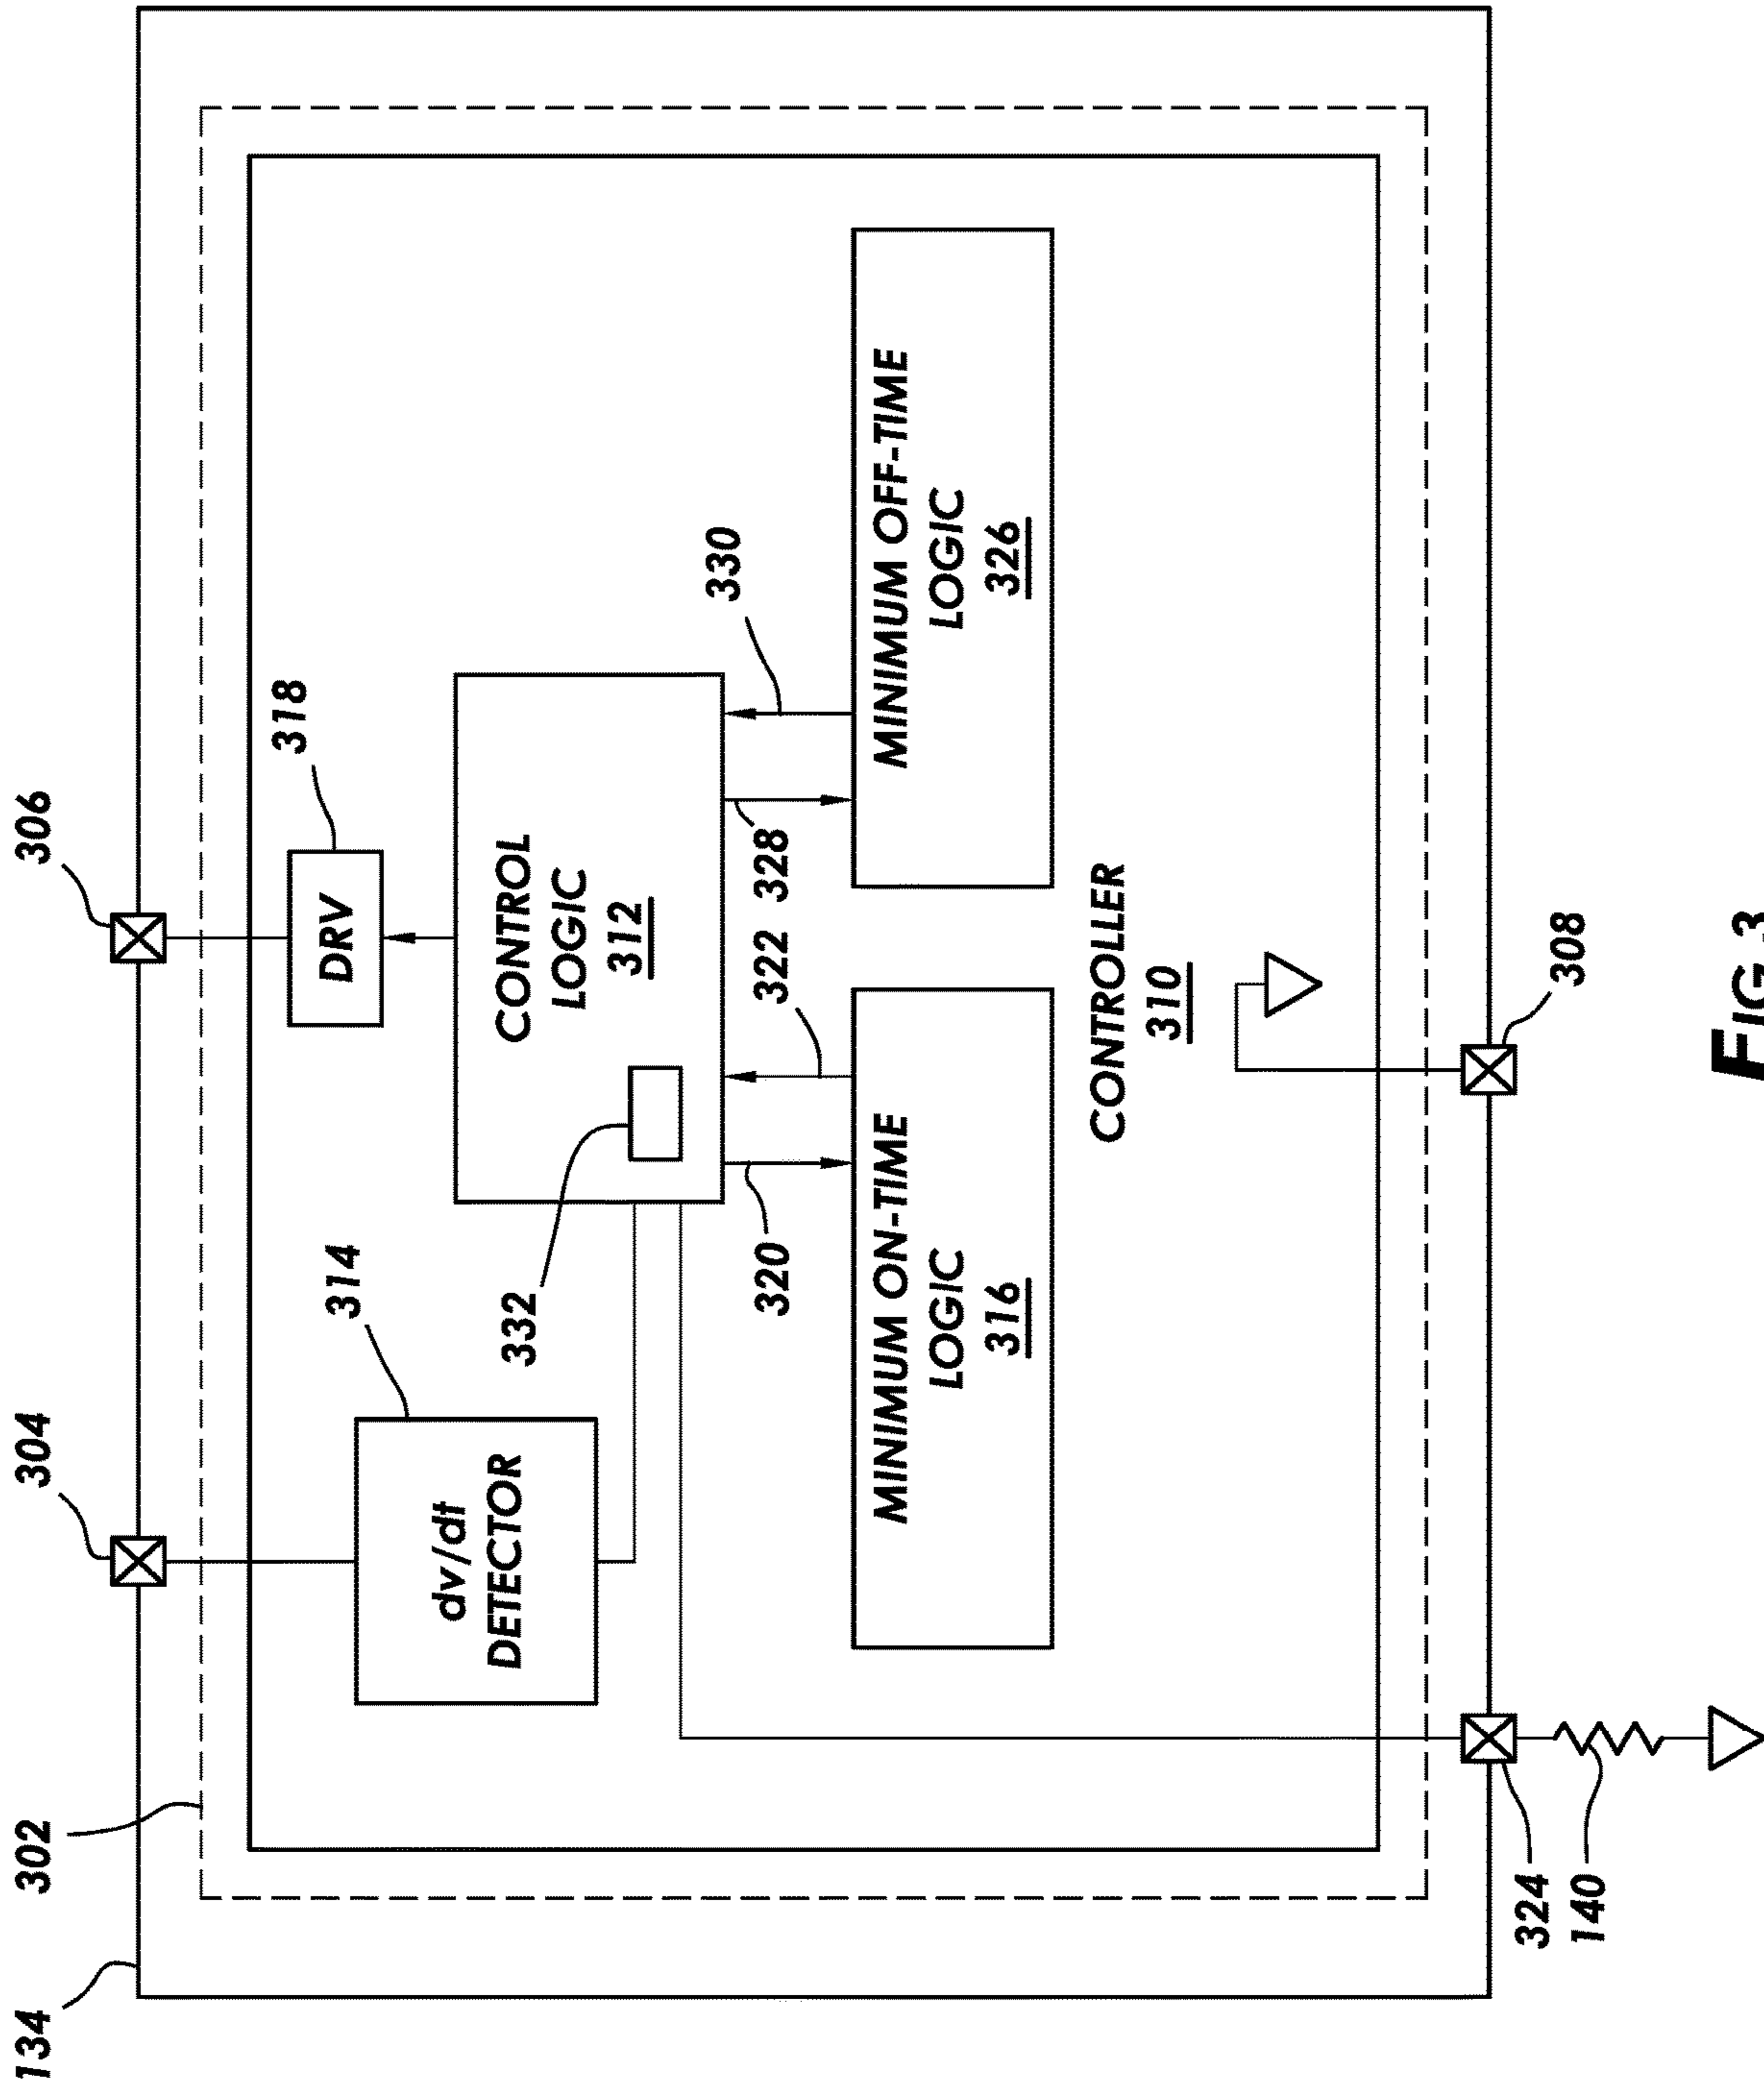 134
302
304
306
314
318
dv/dt
DETECTOR
DRV
332
CONTROL
LOGIC
312
320
322
328
330
MINIMUM ON-TIME
LOGIC
316
MINIMUM OFF-TIME
LOGIC
326
CONTROLLER
310
324
140
308
FIG.3